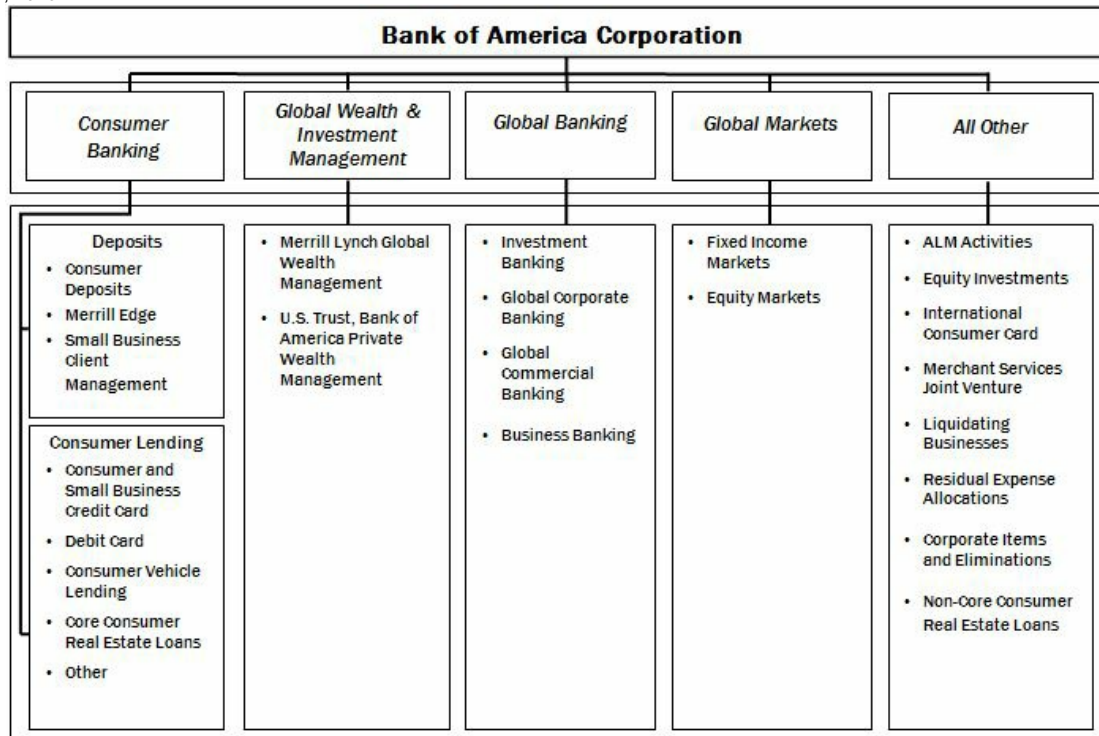 Bank of America Corporation
Consumer
Banking
Global Wealth &
Investment
Management
Global Banking
Global Markets
All Other
Deposits
• Consumer
Deposits
• Merrill Edge
• Small Business
Client
Management
Consumer Lending
• Consumer and
Small Business
Credit Card
• Debit Card
• Consumer Vehicle
Lending
• Core Consumer
Real Estate Loans
• Other
• Merrill Lynch Global
Wealth
Management
• U.S. Trust, Bank of
America Private
Wealth
Management
• Investment
Banking
• Global Corporate
Banking
• Global
Commercial
Banking
• Business Banking
• Fixed Income
Markets
• Equity Markets
• ALM Activities
• Equity Investments
• International
Consumer Card
• Merchant Services
Joint Venture
• Liquidating
Businesses
• Residual Expense
Allocations
• Corporate Items
and Eliminations
• Non-Core Consumer
Real Estate Loans